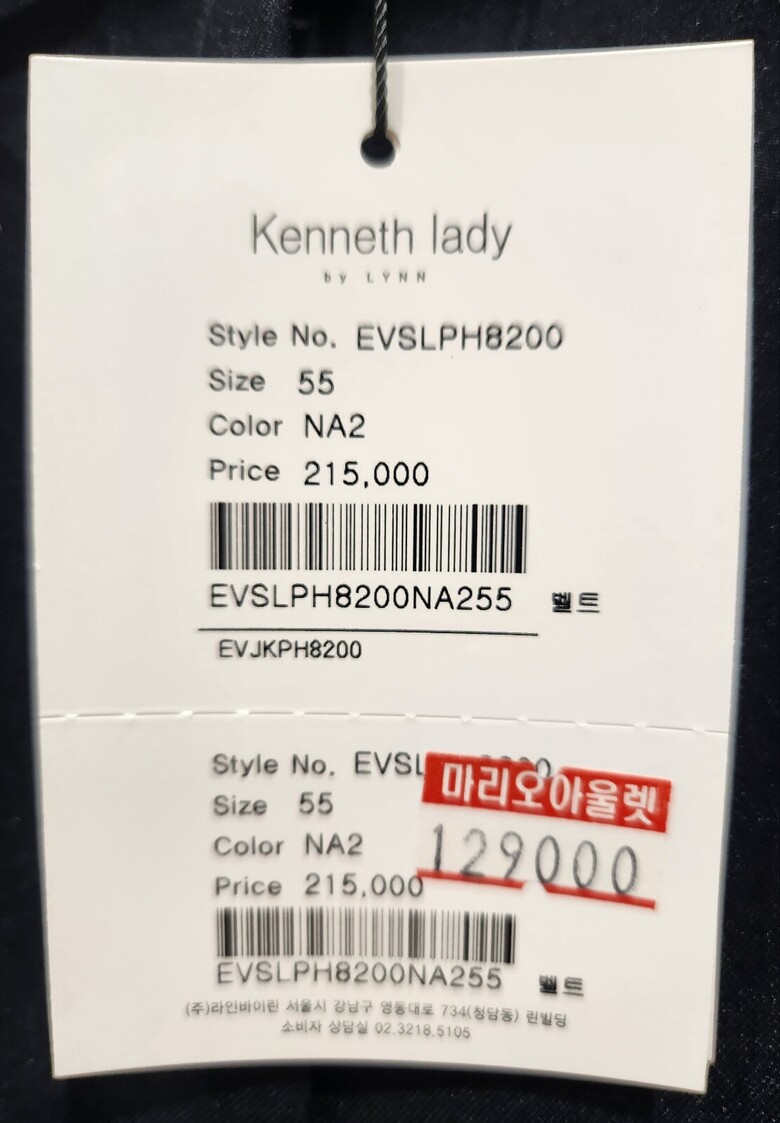 Kenneth lady
by LYNN
Style No. EVSLPH8200
Size 55
Color NA2
Price 215,000
EVSLPH8200NA255 벨트
EVJKPH8200
Style No. EVSL
마리오아울렛
Size 55
129000
Color NA2
Price 215,000
EVSLPH8200NA255 벨트
(주)라인바이린 서울시 강남구 영동대로 734(청담동) 린빌딩
소비자 상담실 02.3218.5105